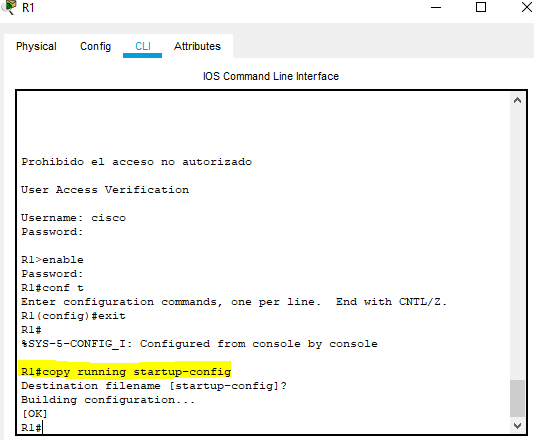 R1
Physical Config CLI Attributes
IOS Command Line Interface
Prohibido el acceso no autorizado
User Access Verification
Username: cisco
Password:
R1>enable
Password:
R1#conf t
Enter configuration commands, one per line.  End with CNTL/Z.
R1(config)#exit
R1#
%SYS-5-CONFIG_I: Configured from console by console
R1#copy running startup-config
Destination filename [startup-config]?
Building configuration...
[OK]
R1#